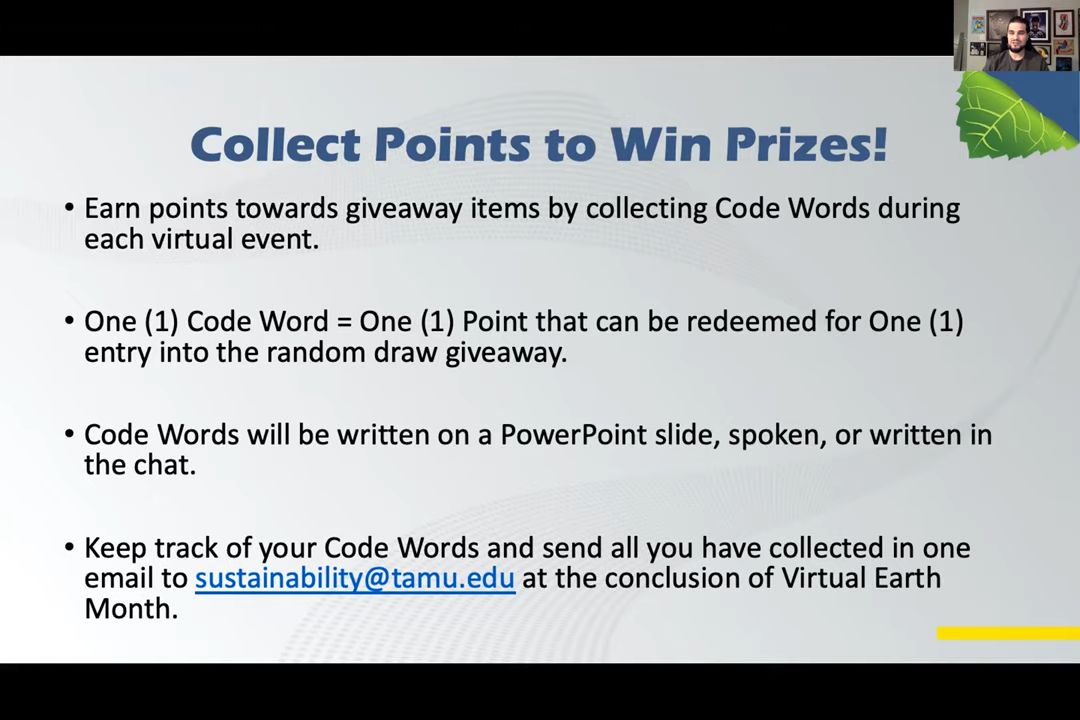 Collect Points to Win Prizes!
• Earn points towards giveaway items by collecting Code Words during
each virtual event.
• One (1) Code Word = One (1) Point that can be redeemed for One (1)
entry into the random draw giveaway.
• Code Words will be written on a PowerPoint slide, spoken, or written in
the chat.
• Keep track of your Code Words and send all you have collected in one
email to sustainability@tamu.edu at the conclusion of Virtual Earth
Month.